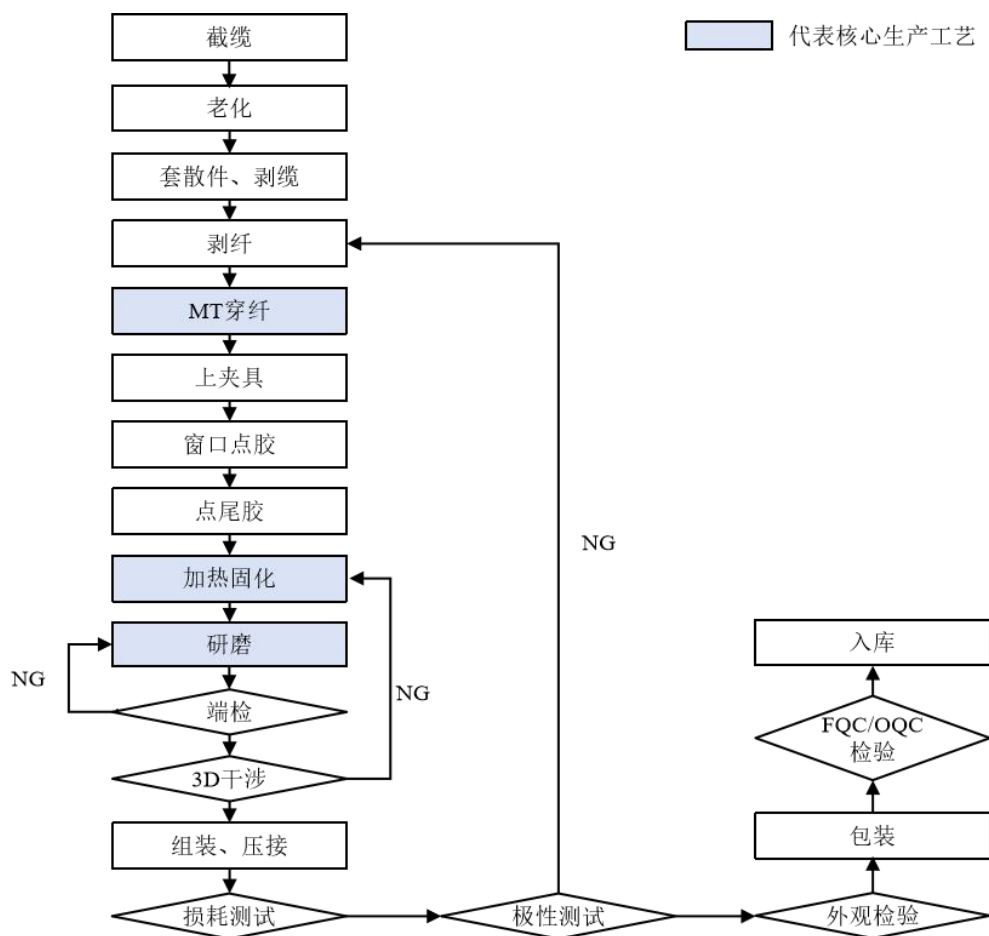 截缆
代表核心生产工艺
老化
套散件、剥缆
剥纤
MT穿纤
上夹具
窗口点胶
点尾胶
NG
加热固化
研磨
入库
NG
NG
端检
FQC/OQC
检验
3D干涉
组装、压接
包装
损耗测试
极性测试
外观检验